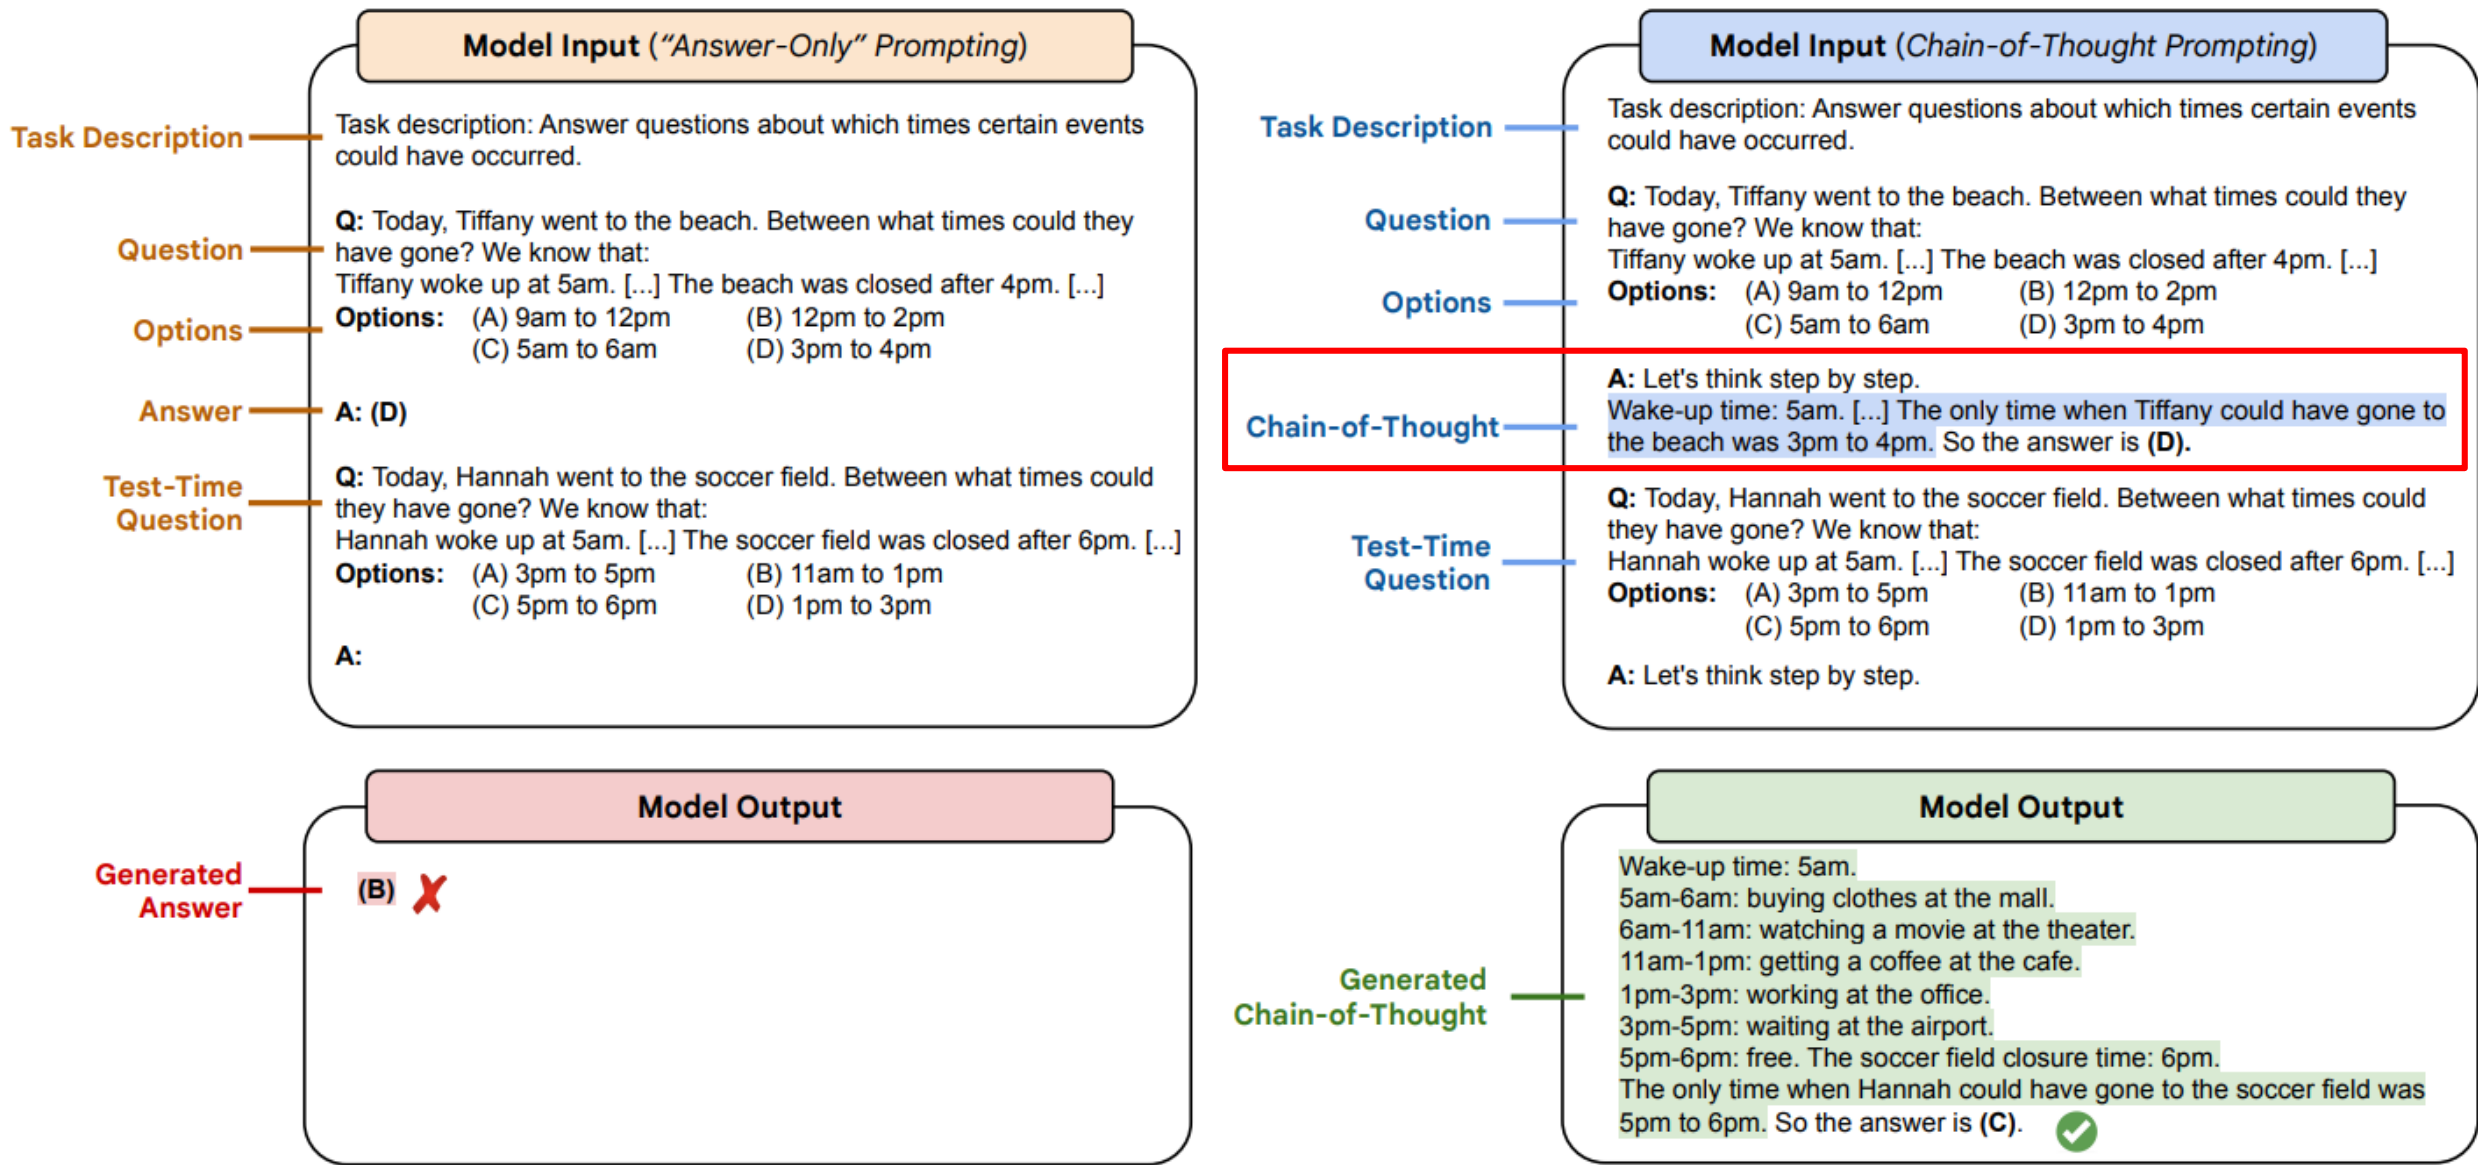 Model Input ("Answer-Only" Prompting)
Task Description
Task description: Answer questions about which times certain events
could have occurred.
Question
Q: Today, Tiffany went to the beach. Between what times could they
have gone? We know that:
Tiffany woke up at 5am. [...] The beach was closed after 4pm. [...]
Options
Options: (A) 9am to 12pm (B) 12pm to 2pm
(C) 5am to 6am (D) 3pm to 4pm
Answer
A: (D)
Test-Time
Question
Q: Today, Hannah went to the soccer field. Between what times could
they have gone? We know that:
Hannah woke up at 5am. [...] The soccer field was closed after 6pm. [...]
Options: (A) 3pm to 5pm (B) 11am to 1pm
(C) 5pm to 6pm (D) 1pm to 3pm
A:
Model Output
Generated
Answer
(B)
Model Input (Chain-of-Thought Prompting)
Task Description
Task description: Answer questions about which times certain events
could have occurred.
Question
Q: Today, Tiffany went to the beach. Between what times could they
have gone? We know that:
Tiffany woke up at 5am. [...] The beach was closed after 4pm. [...]
Options
Options: (A) 9am to 12pm (B) 12pm to 2pm
(C) 5am to 6am (D) 3pm to 4pm
Chain-of-Thought
A: Let's think step by step.
Wake-up time: 5am. [...] The only time when Tiffany could have gone to
the beach was 3pm to 4pm. So the answer is (D).
Test-Time
Question
Q: Today, Hannah went to the soccer field. Between what times could
they have gone? We know that:
Hannah woke up at 5am. [...] The soccer field was closed after 6pm. [...]
Options: (A) 3pm to 5pm (B) 11am to 1pm
(C) 5pm to 6pm (D) 1pm to 3pm
A: Let's think step by step.
Model Output
Generated
Chain-of-Thought
Wake-up time: 5am.
5am-6am: buying clothes at the mall.
6am-11am: watching a movie at the theater.
11am-1pm: getting a coffee at the cafe.
1pm-3pm: working at the office.
3pm-5pm: waiting at the airport.
5pm-6pm: free. The soccer field closure time: 6pm.
The only time when Hannah could have gone to the soccer field was
5pm to 6pm. So the answer is (C).